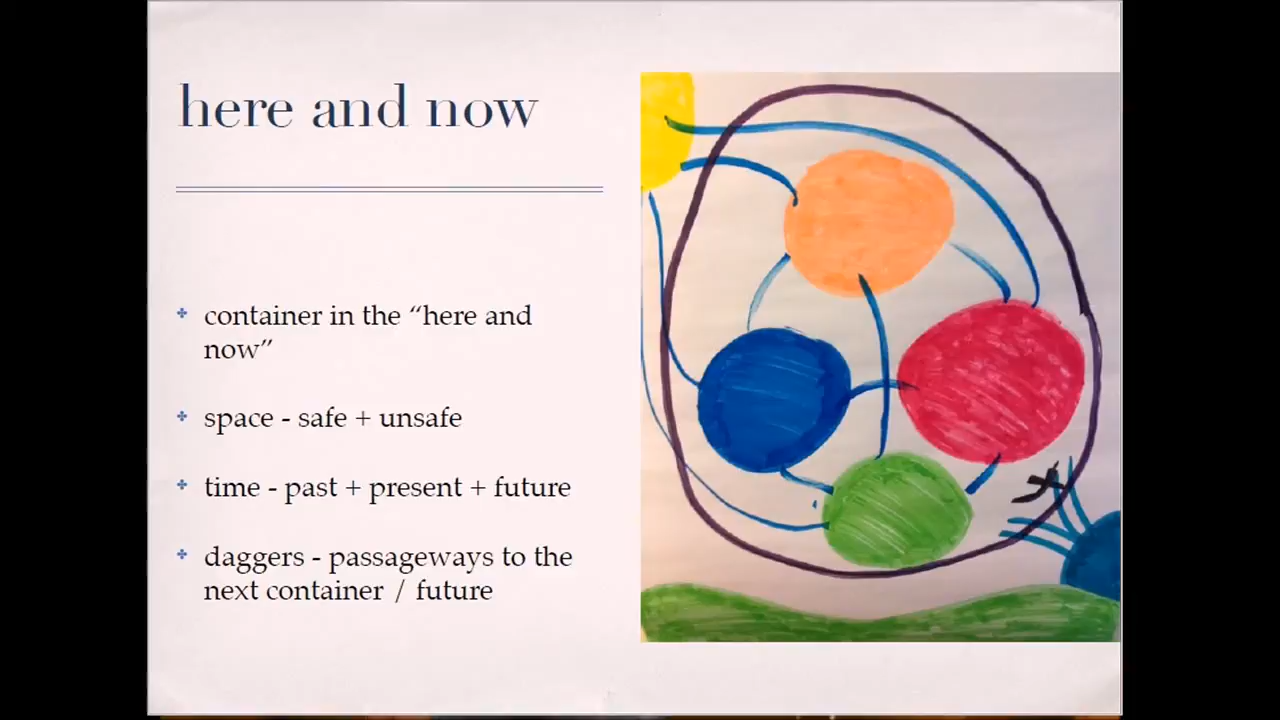 here and now
container in the “here and
now”
space - safe + unsafe
time - past + present + future
daggers - passageways to the
next container / future